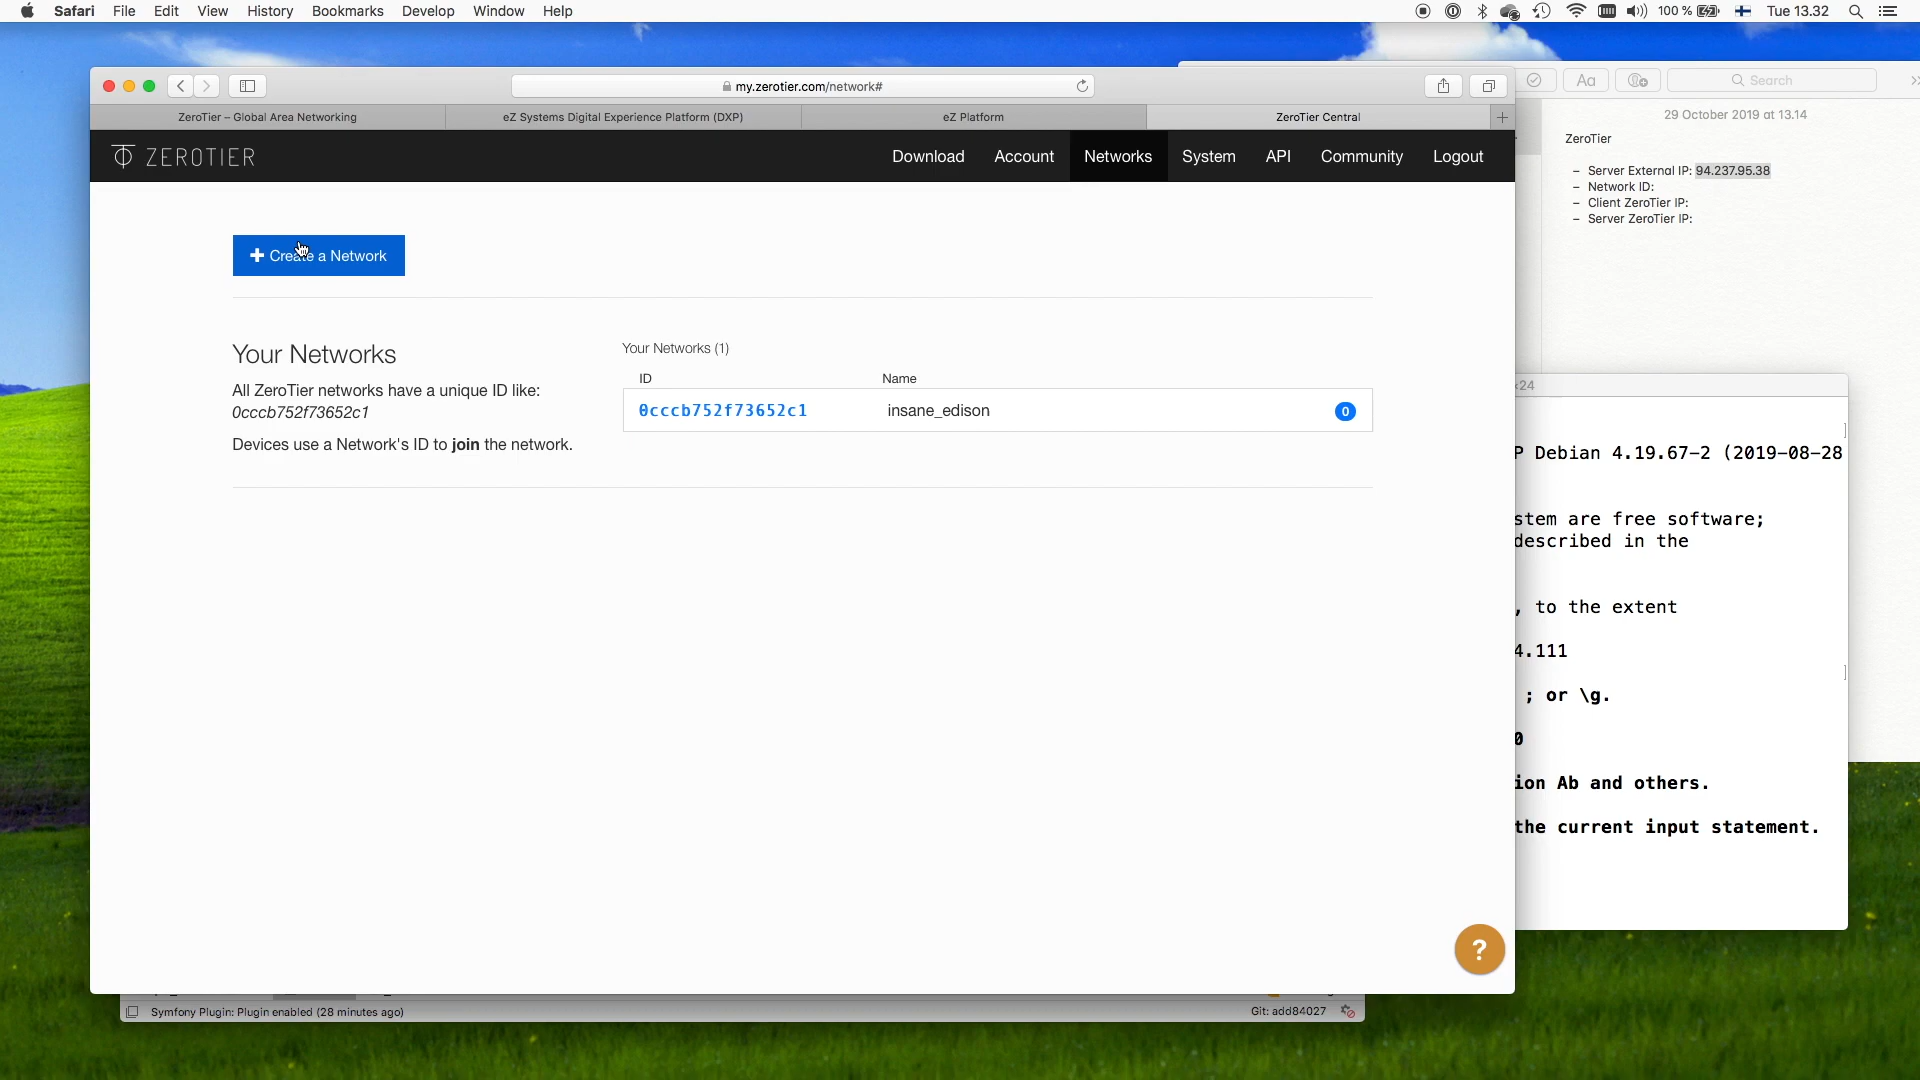 Safari File Edit View History Bookmarks Develop Window Help 100 % Tue 13.32
my.zerotier.com/network#
Aa Search
ZeroTier – Global Area Networking eZ Systems Digital Experience Platform (DXP) eZ Platform ZeroTier Central
29 October 2019 at 13.14
ZeroTier
- Server External IP: 94.237.95.38
- Network ID:
- Client ZeroTier IP:
- Server ZeroTier IP:
ZEROTIER Download Account Networks System API Community Logout
+ Create a Network
Your Networks
All ZeroTier networks have a unique ID like:
0cccb752f73652c1
Devices use a Network's ID to join the network.
Your Networks (1)
ID Name
0cccb752f73652c1 insane_edison 0
24
P Debian 4.19.67-2 (2019-08-28
stem are free software;
described in the
, to the extent
4.111
; or \g.
0
ion Ab and others.
the current input statement.
?
Symfony Plugin: Plugin enabled (28 minutes ago) Git: add84027